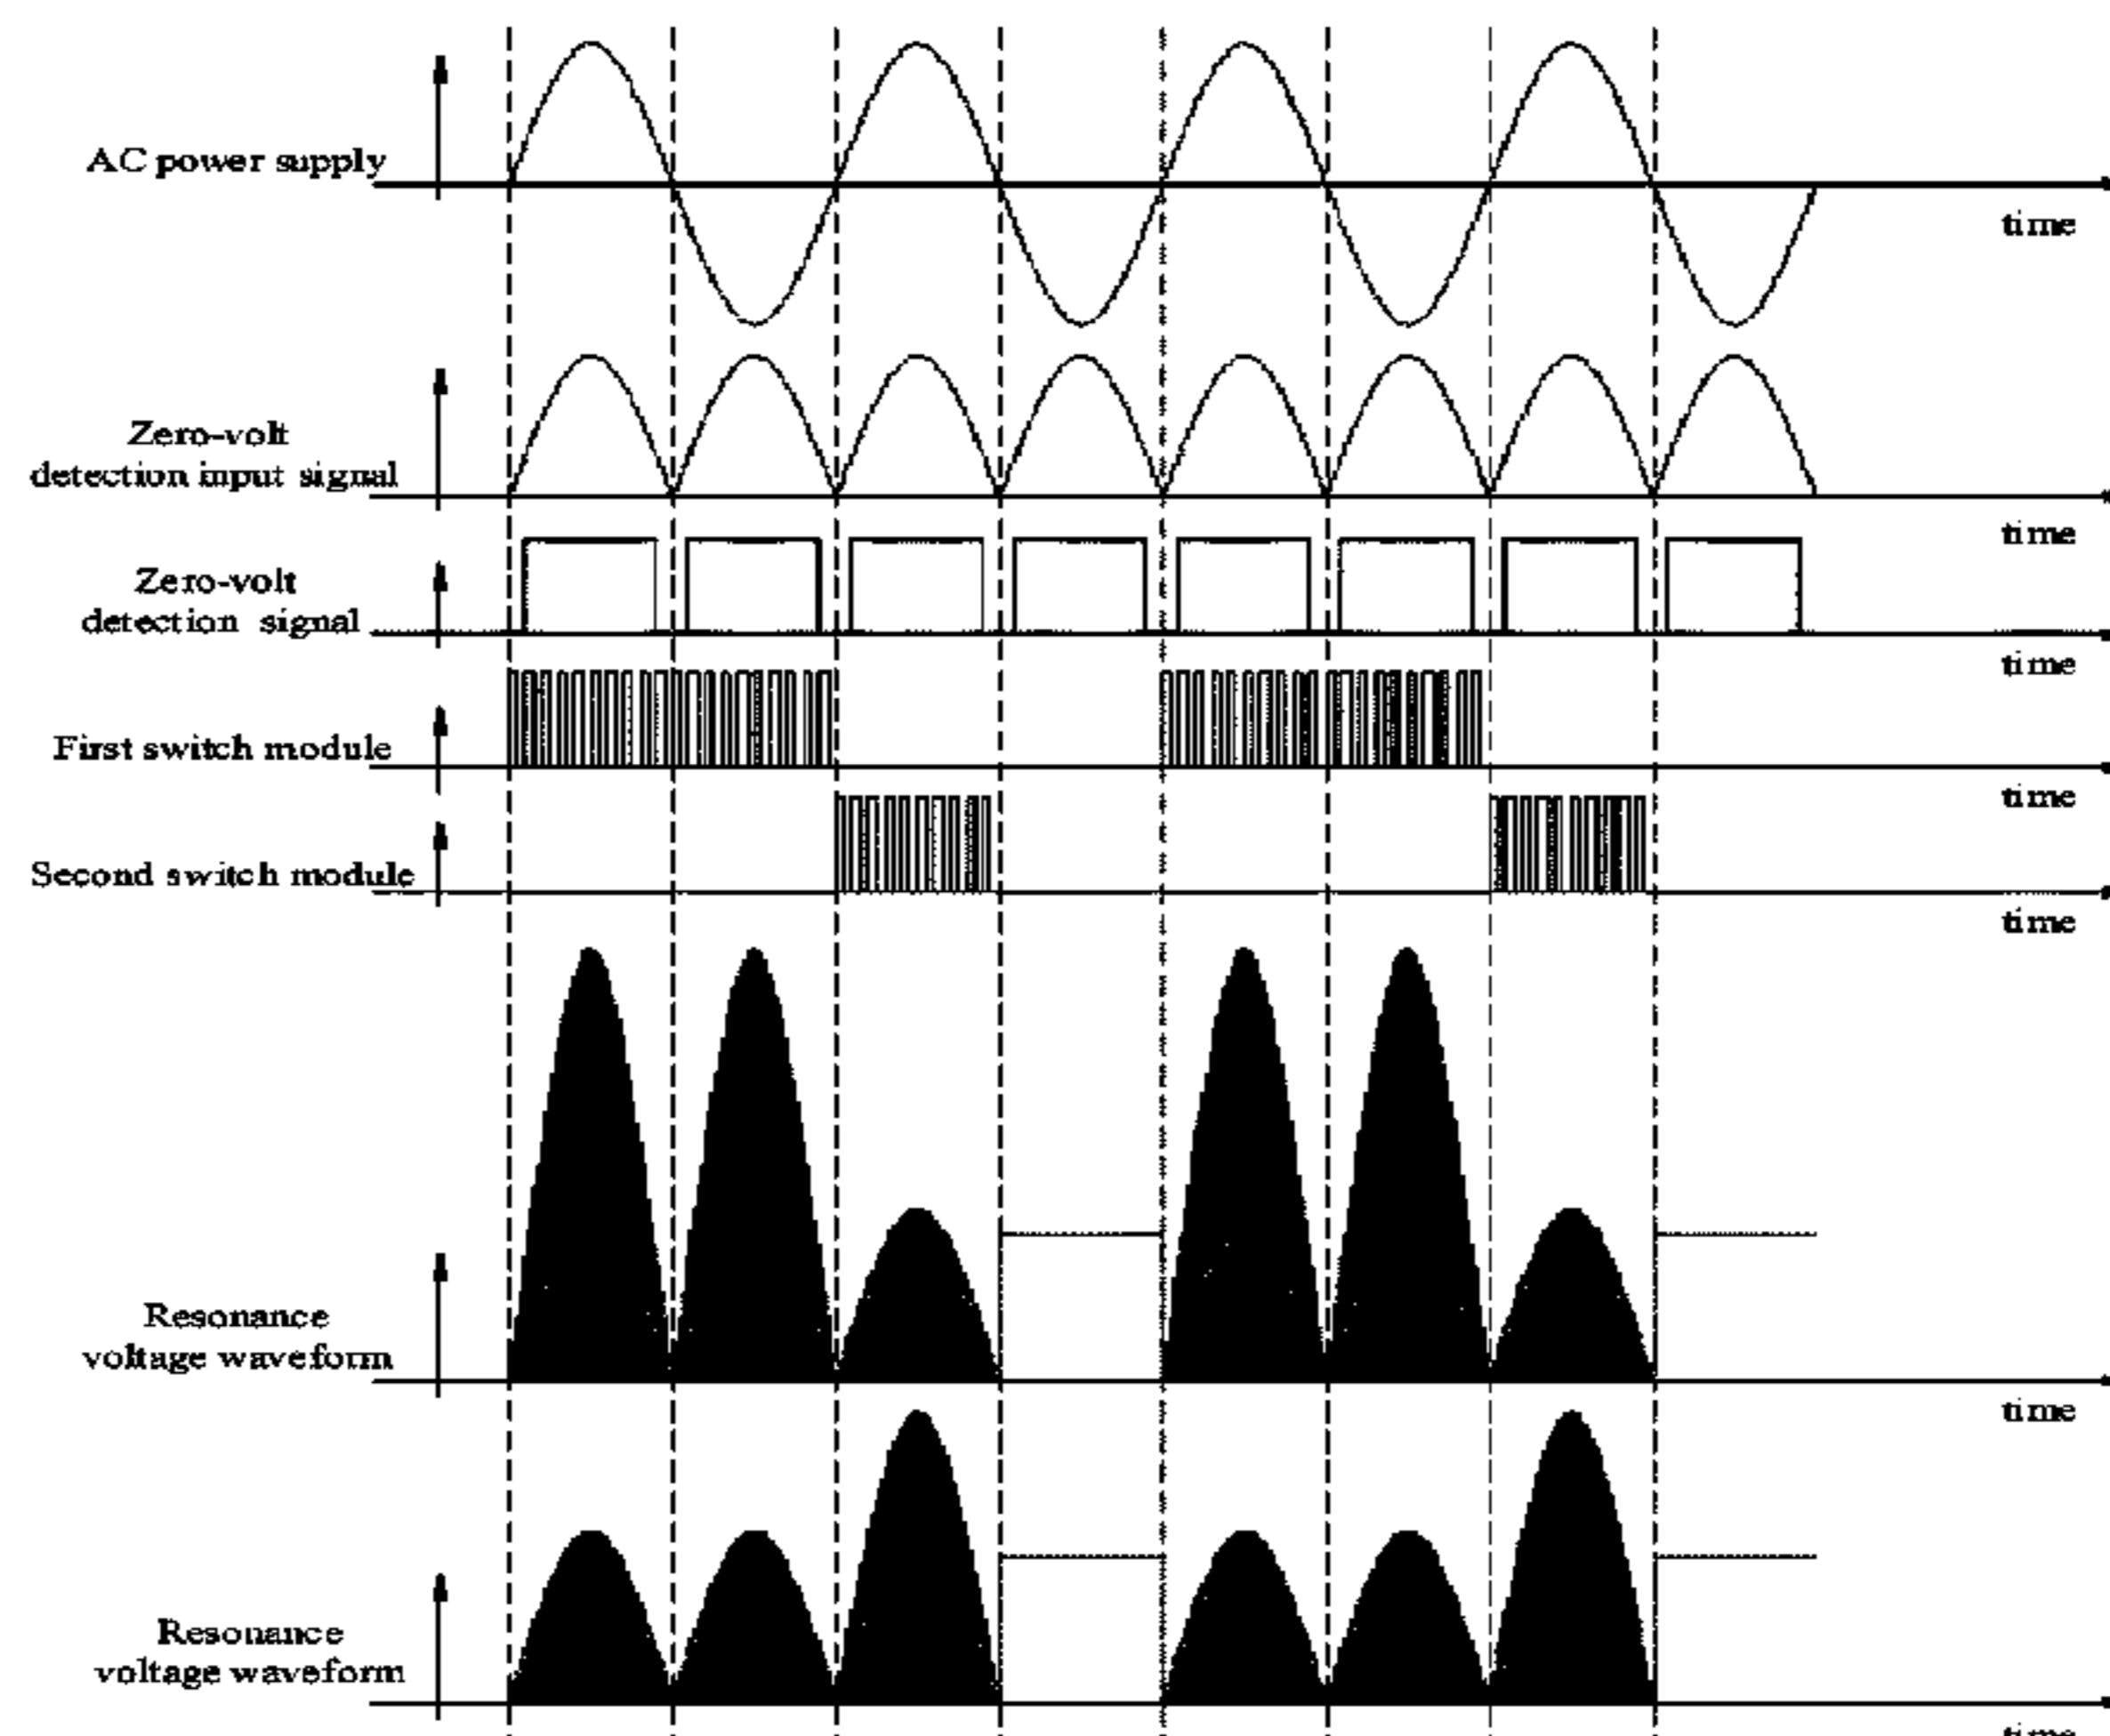 AC power supply
time
Zero-volt
detection input signal
time
Zero-volt
detection signal
time
First switch module
time
Second switch module
time
Resonance
voltage waveform
time
Resonance
voltage waveform
time